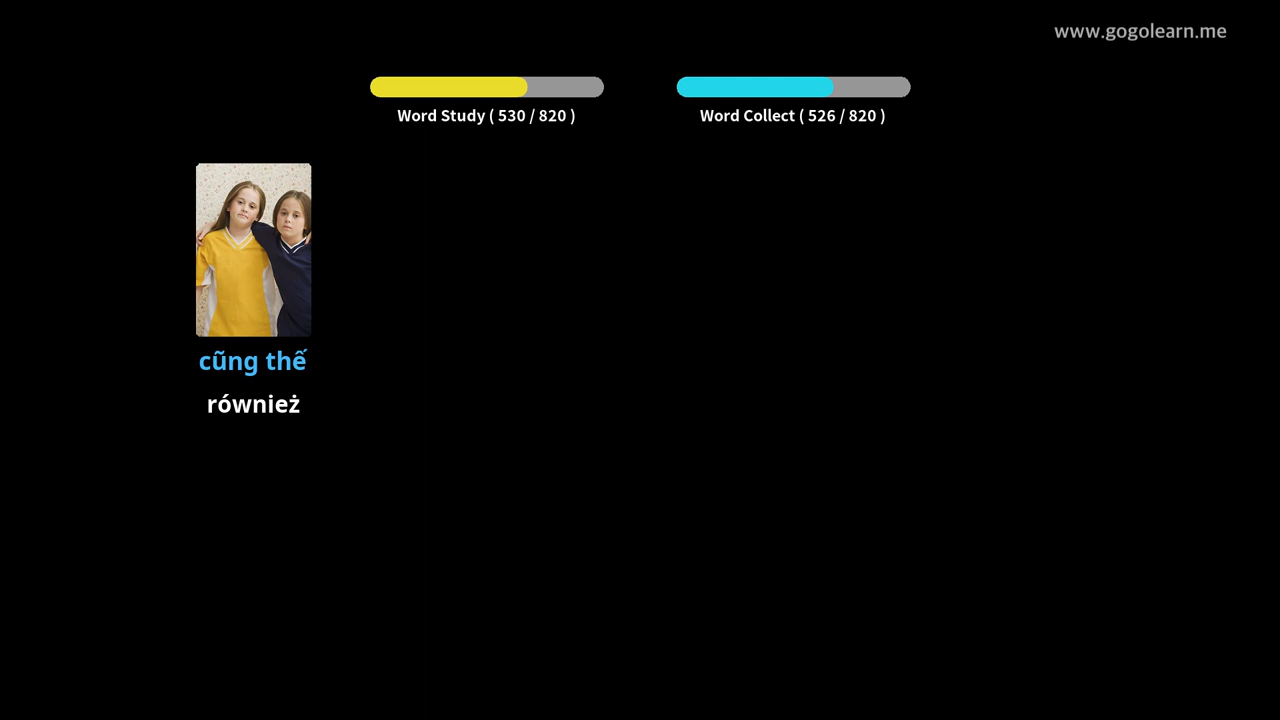 www.gogolearn.me
Word Study ( 530 / 820 )
Word Collect ( 526 / 820 )
cũng thế
również